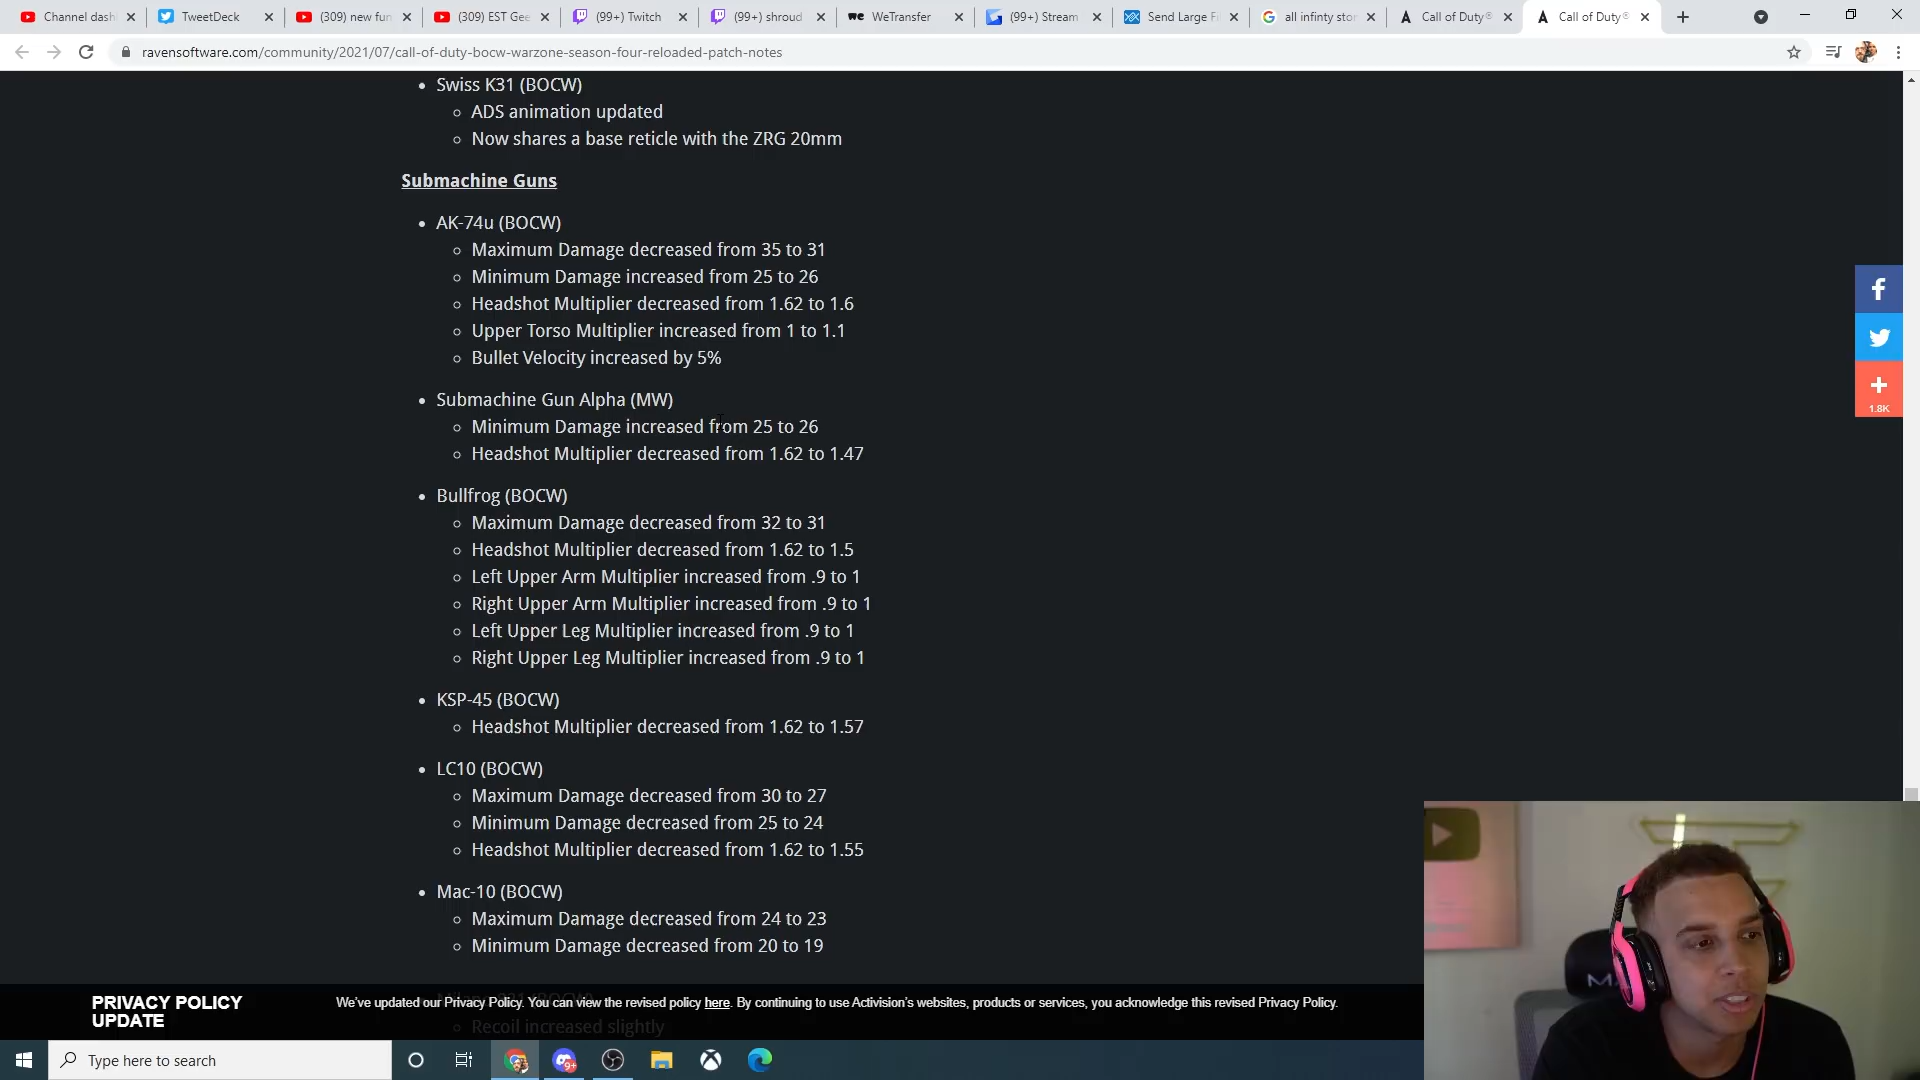 Channel dash
TweetDeck
(309) new fun
(309) EST Gee
(99+) Twitch
(99+) shroud
WeTransfer
(99+) Stream
Send Large Fi
all infinty stor
Call of Duty®
Call of Duty®
ravensoftware.com/community/2021/07/call-of-duty-bocw-warzone-season-four-reloaded-patch-notes
• Swiss K31 (BOCW)
◦ ADS animation updated
◦ Now shares a base reticle with the ZRG 20mm
Submachine Guns
• AK-74u (BOCW)
◦ Maximum Damage decreased from 35 to 31
◦ Minimum Damage increased from 25 to 26
◦ Headshot Multiplier decreased from 1.62 to 1.6
◦ Upper Torso Multiplier increased from 1 to 1.1
◦ Bullet Velocity increased by 5%
• Submachine Gun Alpha (MW)
◦ Minimum Damage increased from 25 to 26
◦ Headshot Multiplier decreased from 1.62 to 1.47
• Bullfrog (BOCW)
◦ Maximum Damage decreased from 32 to 31
◦ Headshot Multiplier decreased from 1.62 to 1.5
◦ Left Upper Arm Multiplier increased from .9 to 1
◦ Right Upper Arm Multiplier increased from .9 to 1
◦ Left Upper Leg Multiplier increased from .9 to 1
◦ Right Upper Leg Multiplier increased from .9 to 1
• KSP-45 (BOCW)
◦ Headshot Multiplier decreased from 1.62 to 1.57
• LC10 (BOCW)
◦ Maximum Damage decreased from 30 to 27
◦ Minimum Damage decreased from 25 to 24
◦ Headshot Multiplier decreased from 1.62 to 1.55
• Mac-10 (BOCW)
◦ Maximum Damage decreased from 24 to 23
◦ Minimum Damage decreased from 20 to 19
◦ Recoil increased slightly
1.8K
PRIVACY POLICY
UPDATE
We've updated our Privacy Policy. You can view the revised policy here. By continuing to use Activision's websites, products or services, you acknowledge this revised Privacy Policy.
Type here to search